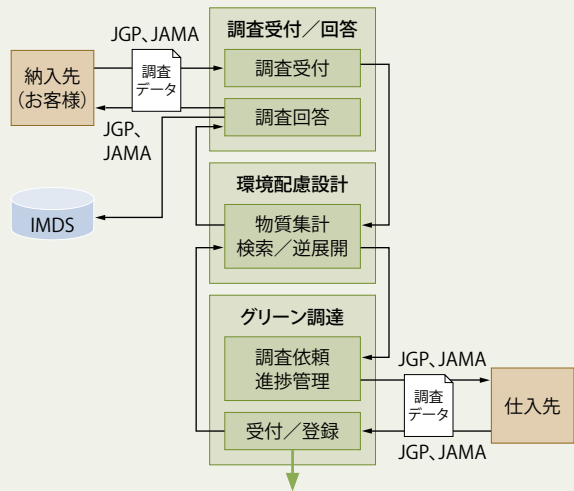 JGP、JAMA
調査
データ
納入先
（お客様）
JGP、
JAMA
調査受付／回答
調査受付
調査回答
IMDS
環境配慮設計
物質集計
検索／逆展開
グリーン調達
調査依頼
進捗管理
受付／登録
JGP、JAMA
調査
データ
仕入先
JGP、JAMA